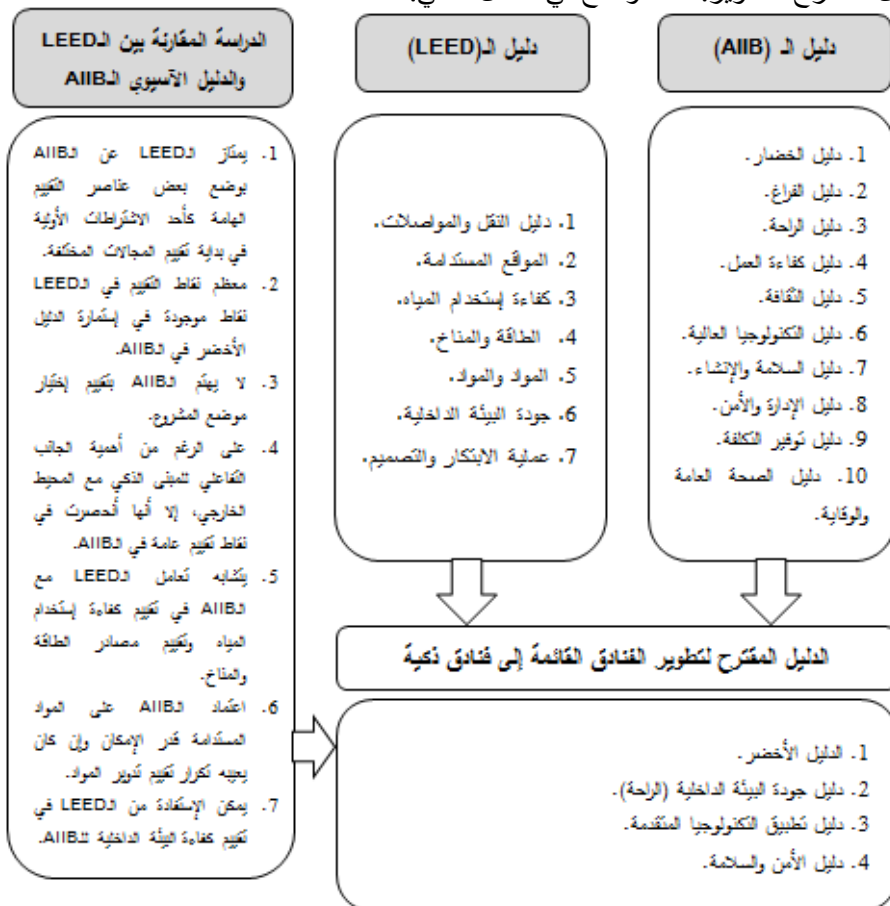 دليل الـ (AIIB)
1. دليل الخضار.
2. دليل الفراغ.
3. دليل الراحة.
4. دليل كفاءة العمل.
5. دليل الثقافة.
6. دليل التكنولوجيا العالية.
7. دليل السلامة والإنشاء.
8. دليل الإدارة والأمن.
9. دليل توفير التكلفة.
10. دليل الصحة العامة
والوقاية.
دليل الـ(LEED)
1. دليل النقل والمواصلات.
2. المواقع المستدامة.
3. كفاءة إستخدام المياه.
4. الطاقة والمناخ.
5. المواد والمواد.
6. جودة البيئة الداخلية.
7. عملية الابتكار والتصميم.
الدراسة المقارنة بين الـLEED
والدليل الآسيوي الـAIIB
1. يمتاز الـLEED عن الـAIIB
بوضع بعض عناصر التقييم
الهامة كأحد الاشتراطات الأولية
في بداية تقييم المجالات المختلفة.
2. معظم نقاط التقييم في الـLEED
نقاط موجودة في إستمارة الدليل
الأخضر في الـAIIB.
3. لا يهتم الـAIIB بتقييم إختيار
موضع المشروع.
4. على الرغم من أهمية الجانب
التفاعلي للمبنى الذكي مع المحيط
الخارجي، إلا أنها أنحصرت في
نقاط تقييم عامة في الـAIIB.
5. يتشابه تعامل الـLEED مع
الـAIIB في تقييم كفاءة إستخدام
المياه وتقييم مصادر الطاقة
والمناخ.
6. اعتماد الـAIIB على المواد
المستدامة قدر الإمكان وإن كان
يعيبه تكرار تقييم تدوير المواد.
7. يمكن الإستفادة من الـLEED في
تقييم كفاءة البيئة الداخلية للـAIIB.
الدليل المقترح لتطوير الفنادق القائمة إلى فنادق ذكية
1. الدليل الأخضر.
2. دليل جودة البيئة الداخلية (الراحة).
3. دليل تطبيق التكنولوجيا المتقدمة.
4. دليل الأمن والسلامة.